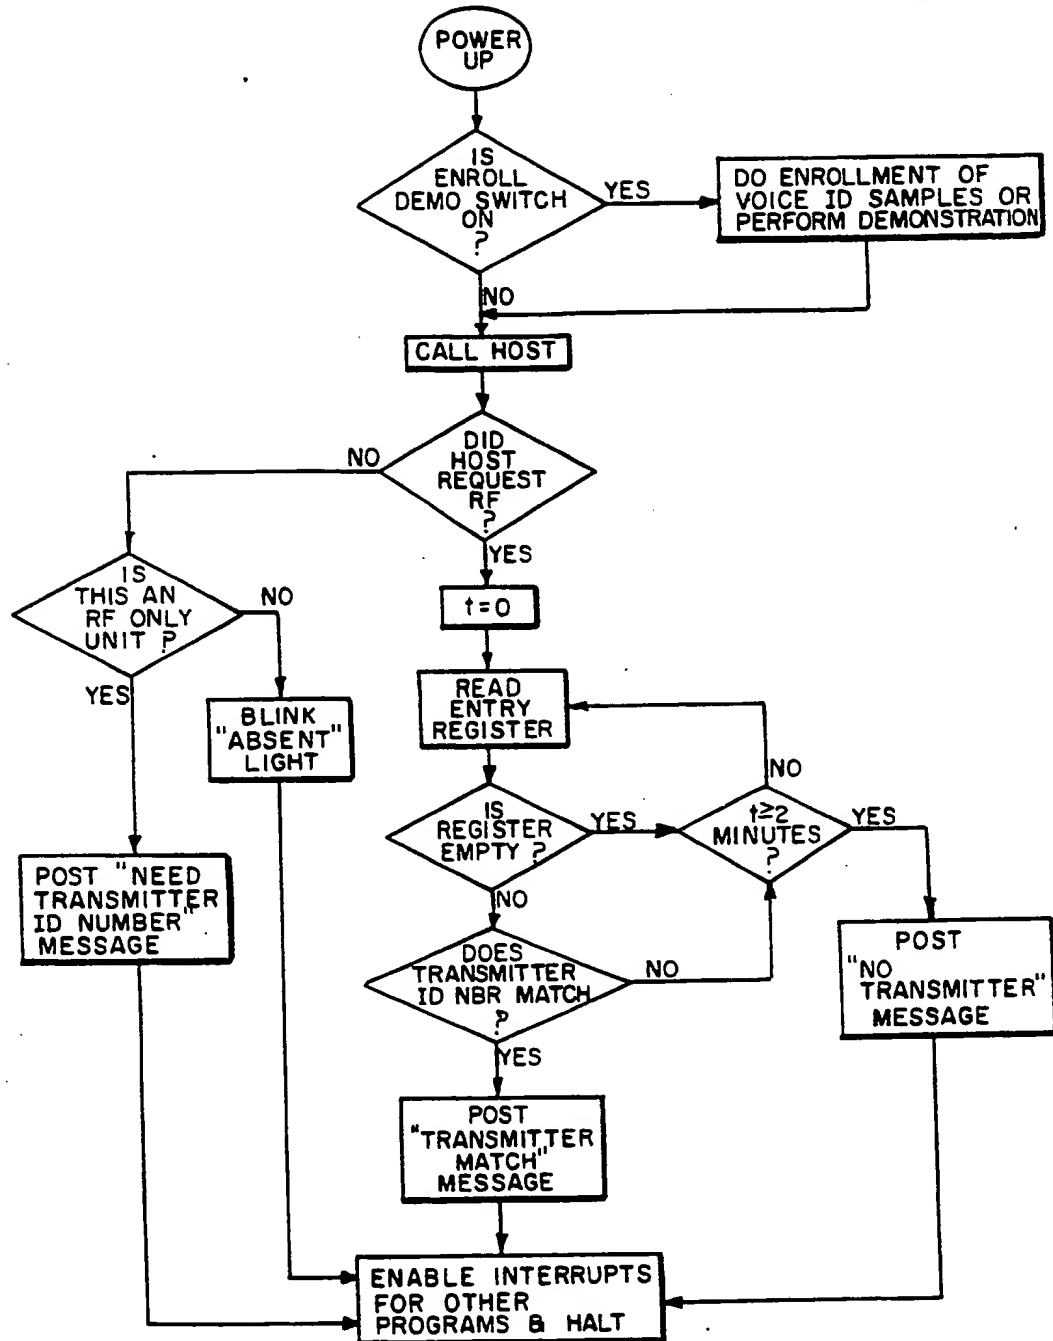 POWER
UP
IS
ENROLL
DEMO SWITCH
ON
?
YES
DO ENROLLMENT OF
VOICE ID SAMPLES OR
PERFORM DEMONSTRATION
NO
CALL HOST
DID
HOST
REQUEST
RF
?
NO
YES
IS
THIS AN
RF ONLY
UNIT ?
NO
YES
t=0
READ
ENTRY
REGISTER
BLINK
"ABSENT"
LIGHT
NO
IS
REGISTER
EMPTY ?
YES
t≥2
MINUTES
?
YES
POST "NEED
TRANSMITTER
ID NUMBER"
MESSAGE
NO
DOES
TRANSMITTER
ID NBR MATCH
?
NO
YES
POST
"NO
TRANSMITTER"
MESSAGE
POST
"TRANSMITTER
MATCH"
MESSAGE
ENABLE INTERRUPTS
FOR OTHER
PROGRAMS & HALT